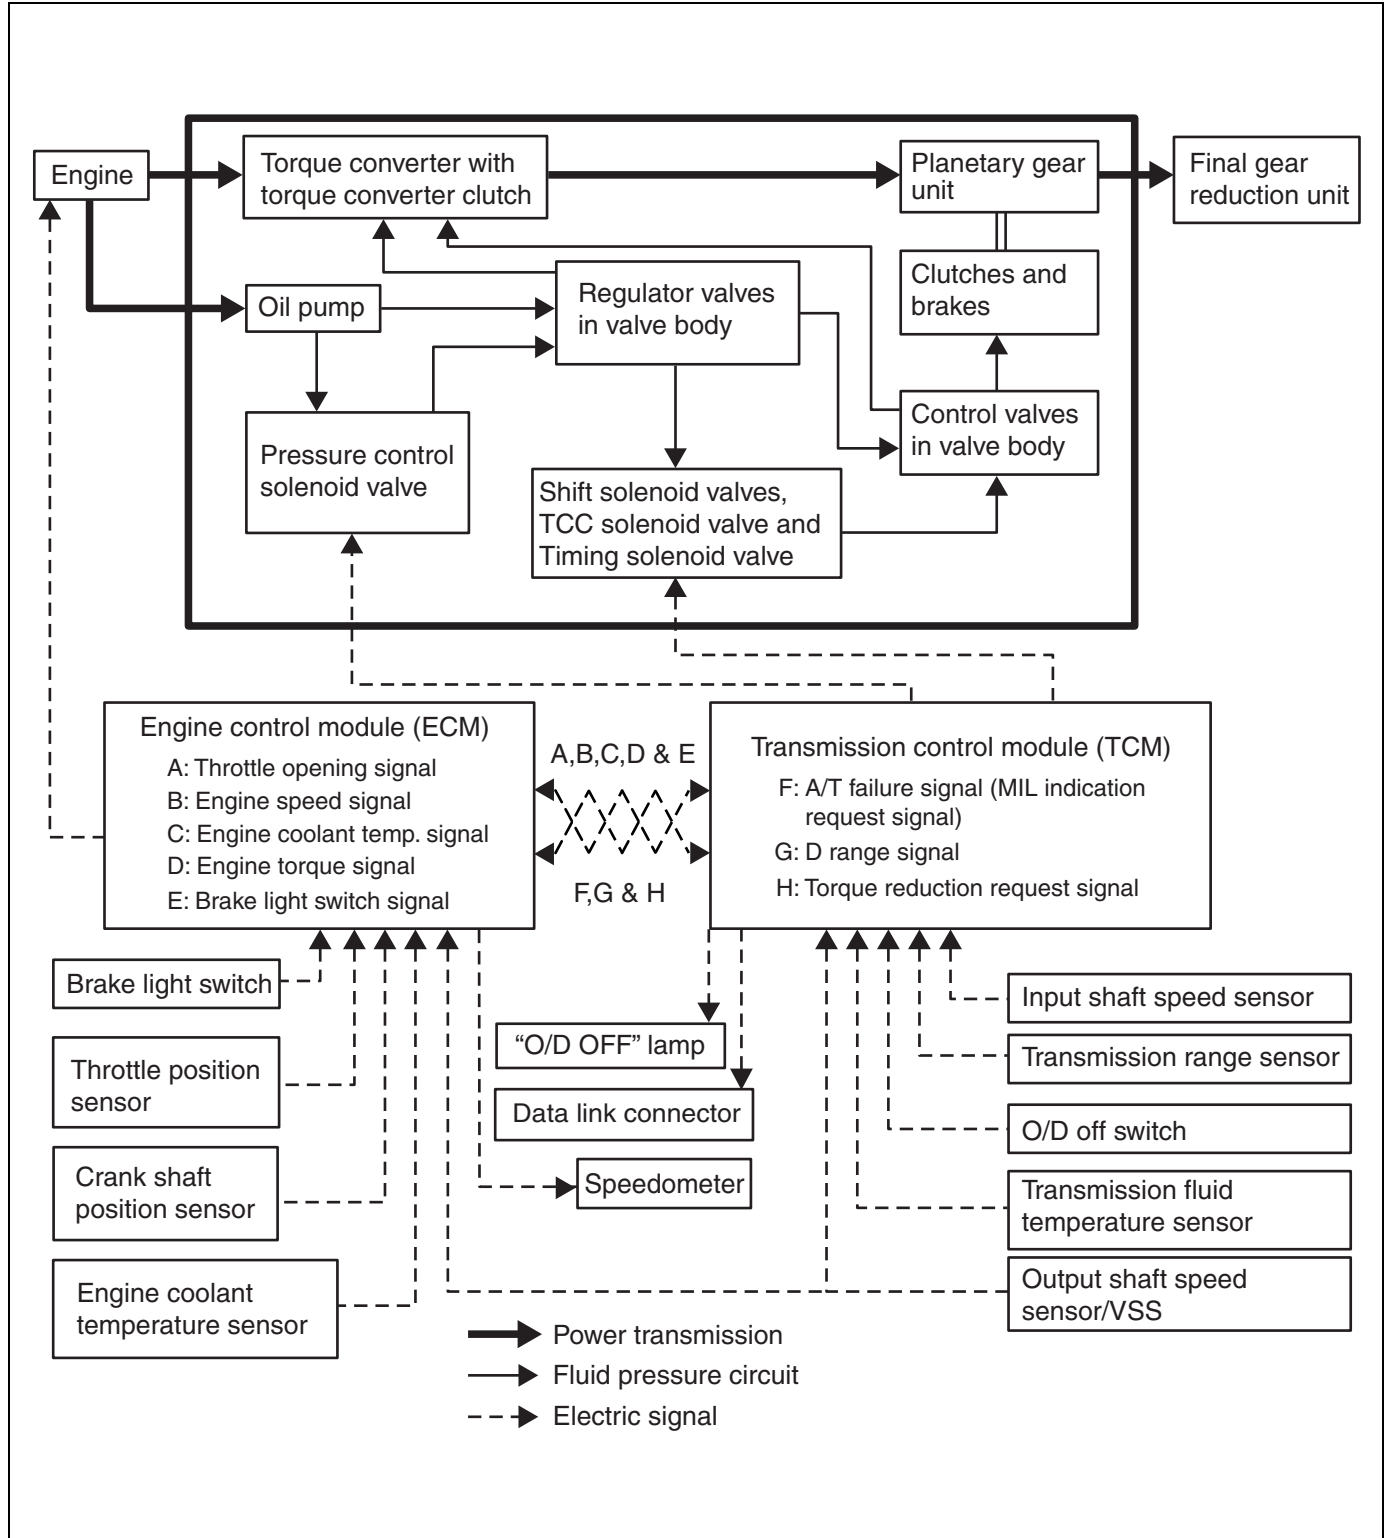 Engine
Torque converter with
torque converter clutch
Planetary gear
unit
Final gear
reduction unit
Oil pump
Regulator valves
in valve body
Clutches and
brakes
Pressure control
solenoid valve
Control valves
in valve body
Shift solenoid valves,
TCC solenoid valve and
Timing solenoid valve
Engine control module (ECM)
A: Throttle opening signal
B: Engine speed signal
C: Engine coolant temp. signal
D: Engine torque signal
E: Brake light switch signal
A,B,C,D & E
F,G & H
Transmission control module (TCM)
F: A/T failure signal (MIL indication
request signal)
G: D range signal
H: Torque reduction request signal
Brake light switch
Throttle position
sensor
Crank shaft
position sensor
Engine coolant
temperature sensor
“O/D OFF” lamp
Data link connector
Speedometer
Input shaft speed sensor
Transmission range sensor
O/D off switch
Transmission fluid
temperature sensor
Output shaft speed
sensor/VSS
Power transmission
Fluid pressure circuit
Electric signal